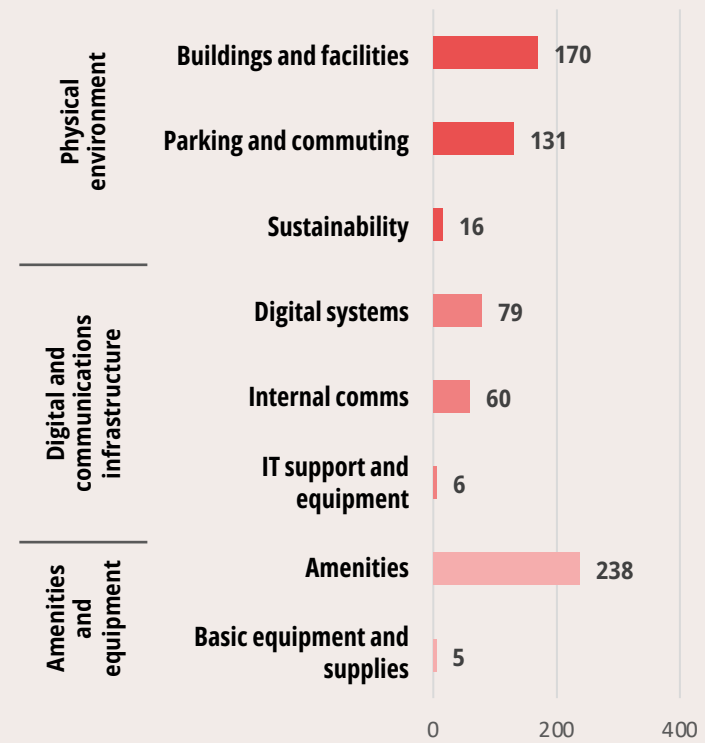 Physical
environment
Buildings and facilities
170
Parking and commuting
131
Sustainability
16
Digital and
communications
infrastructure
Digital systems
79
Internal comms
60
IT support and
equipment
6
Amenities
and
equipment
Amenities
238
Basic equipment and
supplies
5
0 200 400